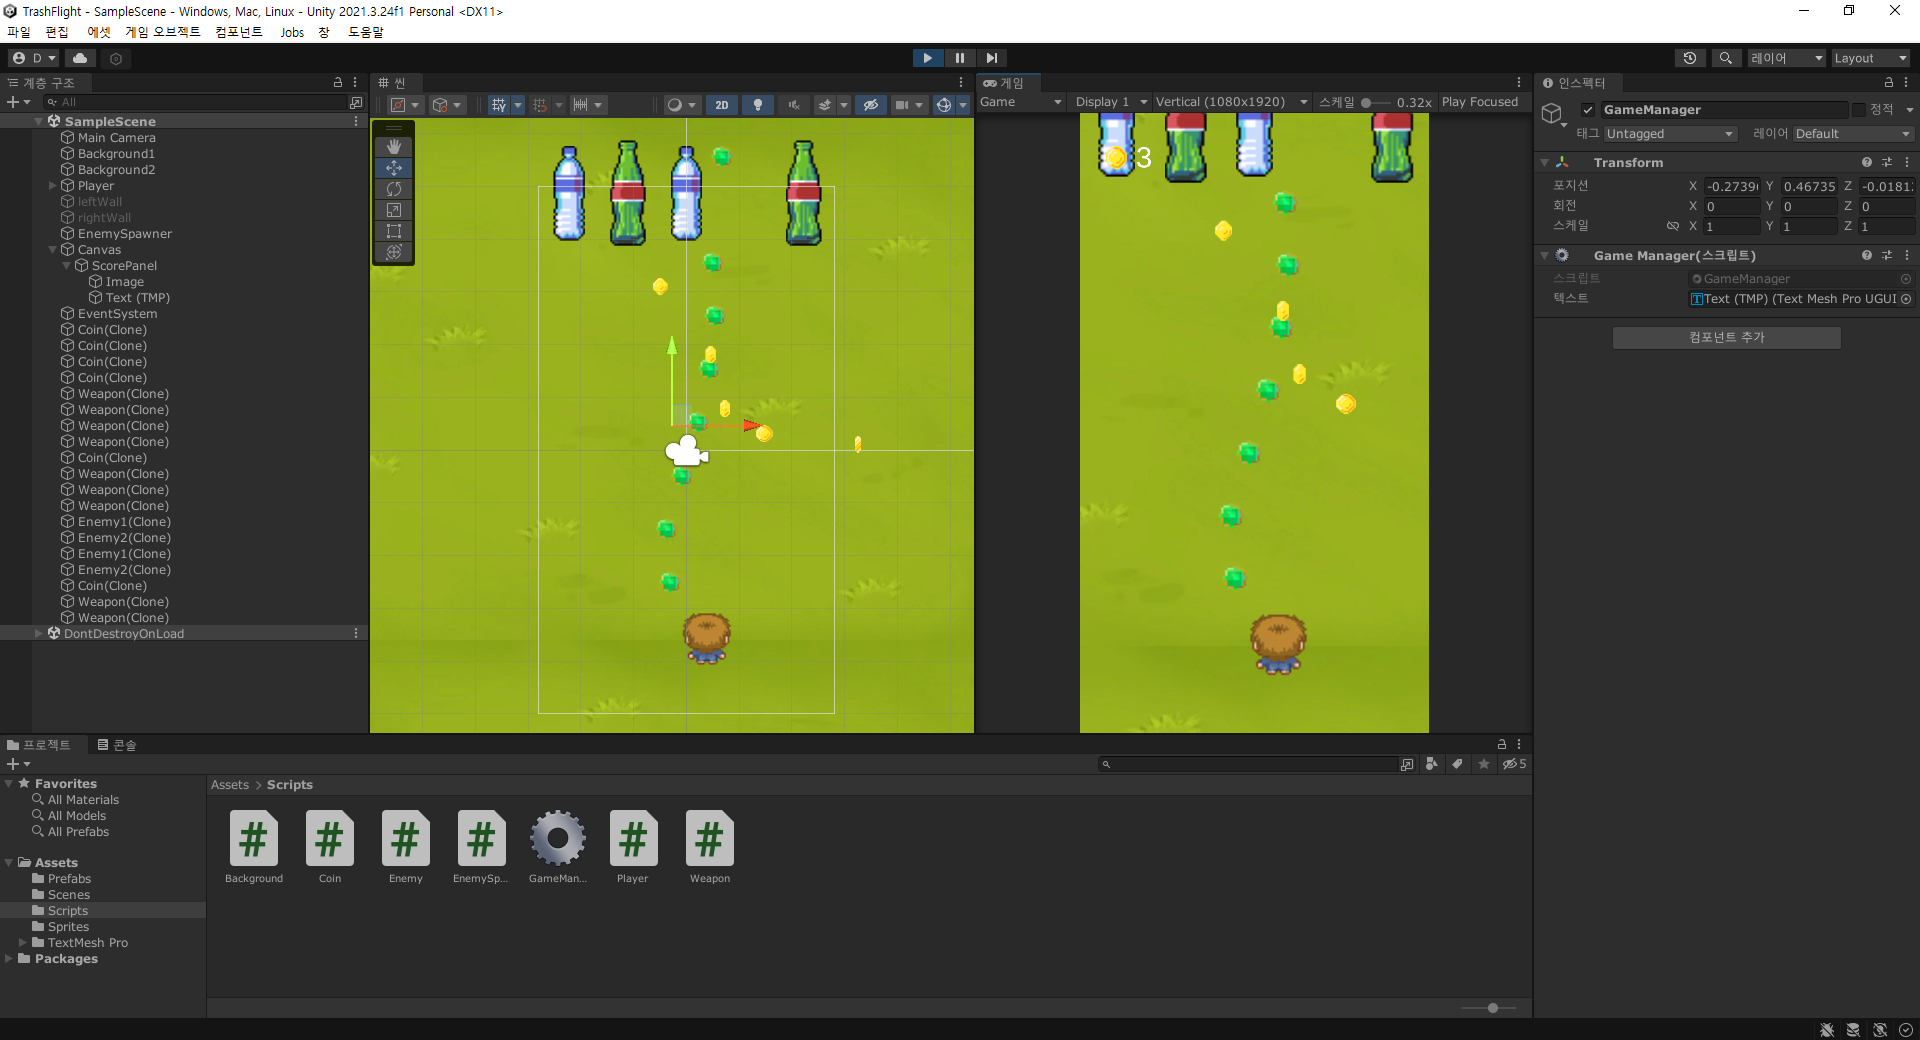 TrashFlight - SampleScene - Windows, Mac, Linux - Unity 2021.3.24f1 Personal <DX11>
파일 편집 에셋 게임 오브젝트 컴포넌트 Jobs 창 도움말
D
레이어
Layout
계층 구조
All
SampleScene
Main Camera
Background1
Background2
Player
leftWall
rightWall
EnemySpawner
Canvas
ScorePanel
Image
Text (TMP)
EventSystem
Coin(Clone)
Coin(Clone)
Coin(Clone)
Coin(Clone)
Weapon(Clone)
Weapon(Clone)
Weapon(Clone)
Weapon(Clone)
Coin(Clone)
Weapon(Clone)
Weapon(Clone)
Weapon(Clone)
Enemy1(Clone)
Enemy2(Clone)
Enemy1(Clone)
Enemy2(Clone)
Coin(Clone)
Weapon(Clone)
Weapon(Clone)
DontDestroyOnLoad
씬
2D
게임
Game Display 1 Vertical (1080x1920) 스케일 0.32x Play Focused
3
인스펙터
GameManager 정적
태그 Untagged 레이어 Default
Transform
포지션 X -0.2739 Y 0.46735 Z -0.0181
회전 X 0 Y 0 Z 0
스케일 X 1 Y 1 Z 1
Game Manager(스크립트)
스크립트 GameManager
텍스트 Text (TMP) (Text Mesh Pro UGUI
컴포넌트 추가
프로젝트 콘솔
5
Favorites
All Materials
All Models
All Prefabs
Assets
Prefabs
Scenes
Scripts
Sprites
TextMesh Pro
Packages
Assets > Scripts
Background Coin Enemy EnemySp... GameMan... Player Weapon